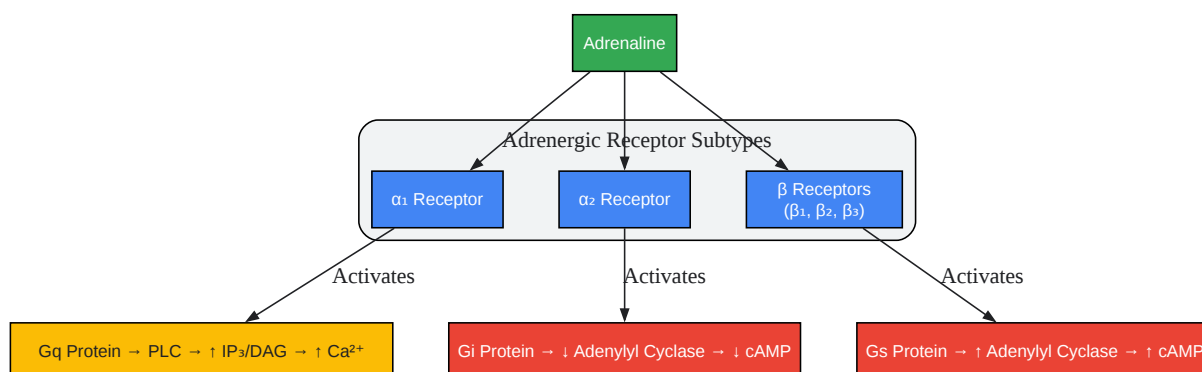 Adrenaline
Adrenergic Receptor Subtypes
α₁ Receptor
α₂ Receptor
β Receptors
(β₁, β₂, β₃)
Activates
Activates
Activates
Gq Protein → PLC → ↑ IP₃/DAG → ↑ Ca²⁺
Gi Protein → ↓ Adenylyl Cyclase → ↓ cAMP
Gs Protein → ↑ Adenylyl Cyclase → ↑ cAMP